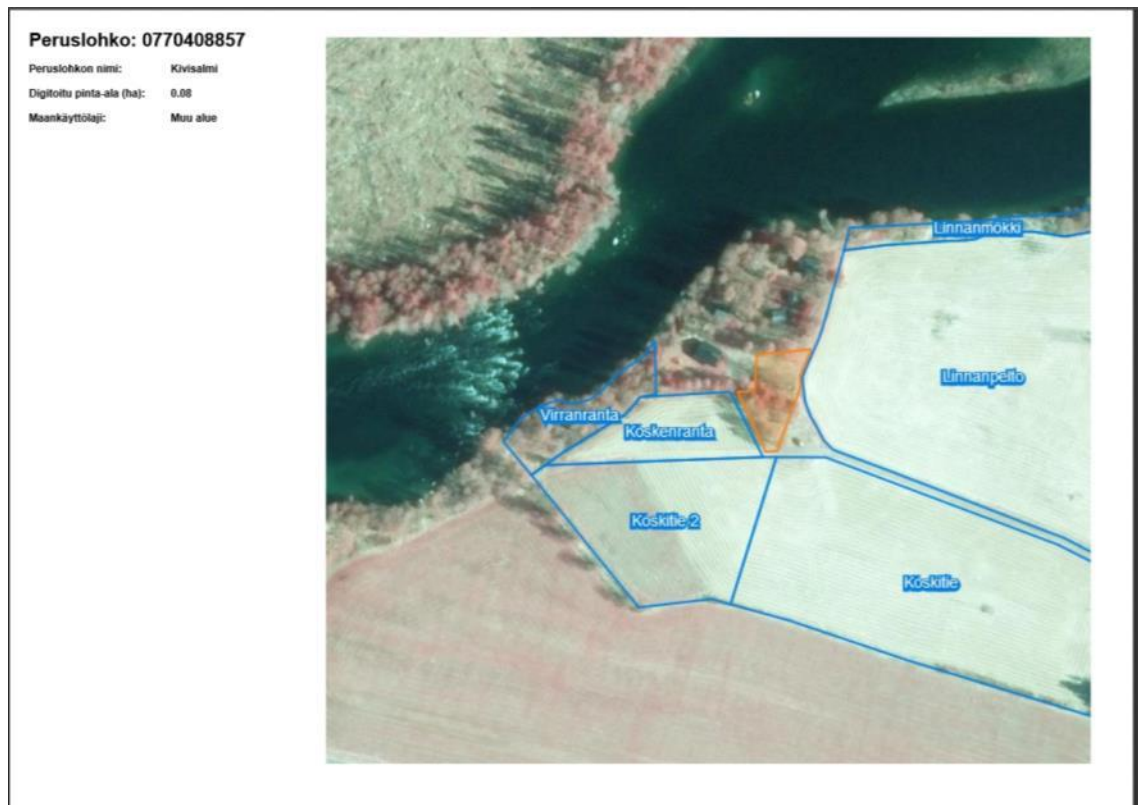 Peruslohko: 0770408857
Peruslohkon nimi: Kivisalmi
Digitoitu pinta-ala (ha): 0.08
Maankäyttölaji: Muu alue
Linnanmökki
Linnanpelto
Virranranta
Koskenranta
Koskitie 2
Koskitie